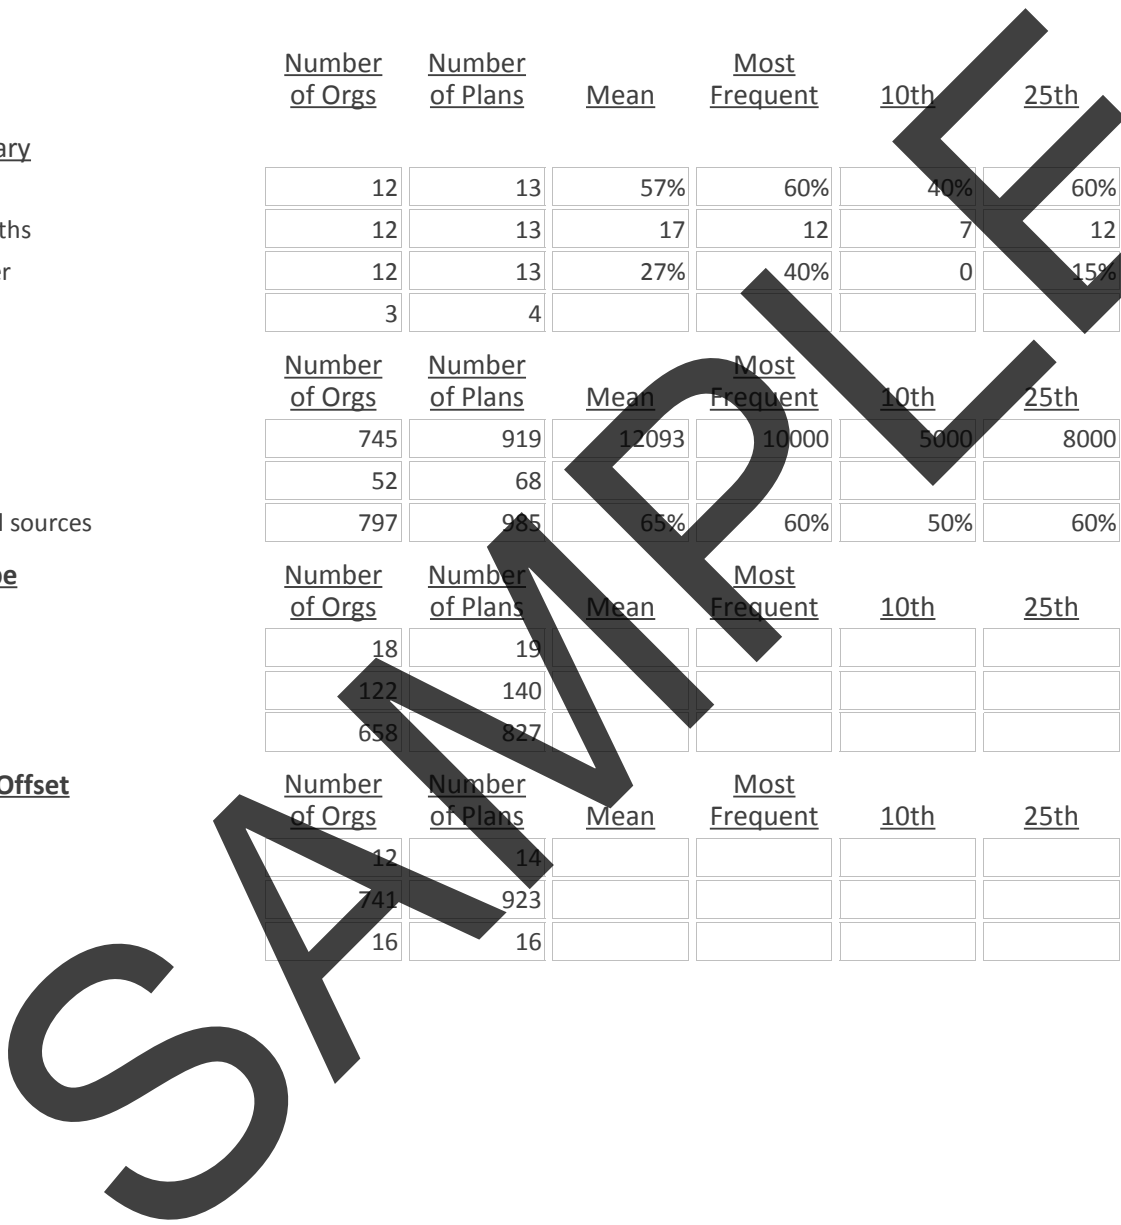 Number Number Most
of Orgs of Plans Mean Frequent 10th 25th
ary
12 13 57% 60% 40% 60%
ths 12 13 17 12 7 12
er 12 13 27% 40% 0 15%
3 4
Number Number Most
of Orgs of Plans Mean Frequent 10th 25th
745 919 12093 10000 5000 8000
52 68
l sources 797 985 65% 60% 50% 60%
pe Number Number Most
of Orgs of Plans Mean Frequent 10th 25th
18 19
122 140
658 827
Offset Number Number Most
of Orgs of Plans Mean Frequent 10th 25th
12 14
741 923
16 16
SAMPLE